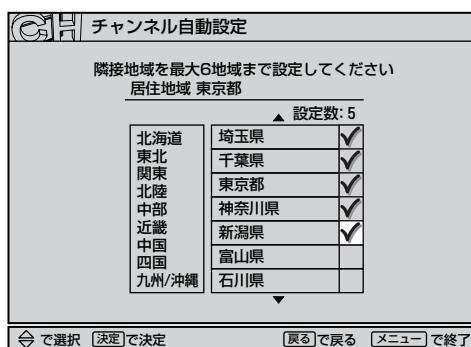 CH チャンネル自動設定
隣接地域を最大6地域まで設定してください
居住地域 東京都
▲ 設定数: 5
北海道
東北
関東
北陸
中部
近畿
中国
四国
九州/沖縄
埼玉県
千葉県
東京都
神奈川県
新潟県
富山県
石川県
▼
で選択 決定で決定 戻るで戻る メニューで終了